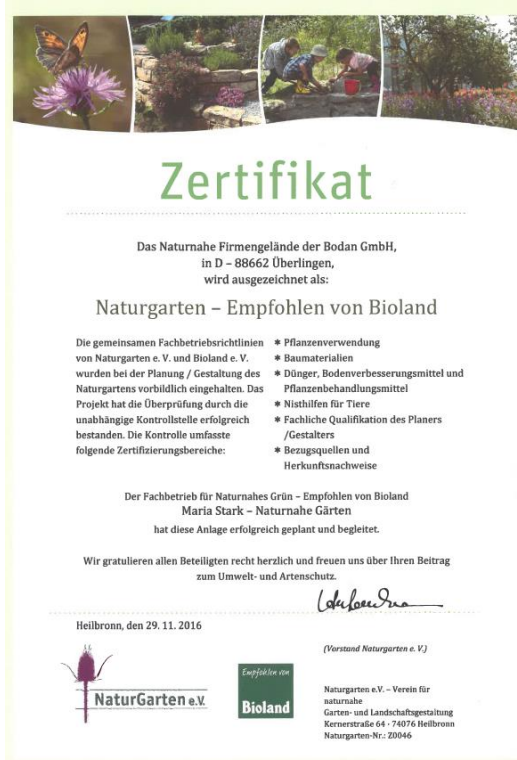 Zertifikat
Das Naturnahe Firmengelände der Bodan GmbH,
in D – 88662 Überlingen,
wird ausgezeichnet als:
Naturgarten – Empfohlen von Bioland
Die gemeinsamen Fachbetriebsrichtlinien
von Naturgarten e. V. und Bioland e. V.
wurden bei der Planung / Gestaltung des
Naturgartens vorbildlich eingehalten. Das
Projekt hat die Überprüfung durch die
unabhängige Kontrollstelle erfolgreich
bestanden. Die Kontrolle umfasste
folgende Zertifizierungsbereiche:
* Pflanzenverwendung
* Baumaterialien
* Dünger, Bodenverbesserungsmittel und
Pflanzenbehandlungsmittel
* Nisthilfen für Tiere
* Fachliche Qualifikation des Planers
/Gestalters
* Bezugsquellen und
Herkunftsnachweise
Der Fachbetrieb für Naturnahes Grün – Empfohlen von Bioland
Maria Stark – Naturnahe Gärten
hat diese Anlage erfolgreich geplant und begleitet.
Wir gratulieren allen Beteiligten recht herzlich und freuen uns über Ihren Beitrag
zum Umwelt- und Artenschutz.
Heilbronn, den 29. 11. 2016
(Vorstand Naturgarten e. V.)
NaturGarten e.V.
Empfohlen von
Bioland
Naturgarten e.V. – Verein für
naturnahe
Garten- und Landschaftsgestaltung
Kernerstraße 64 · 74076 Heilbronn
Naturgarten-Nr.: Z0046